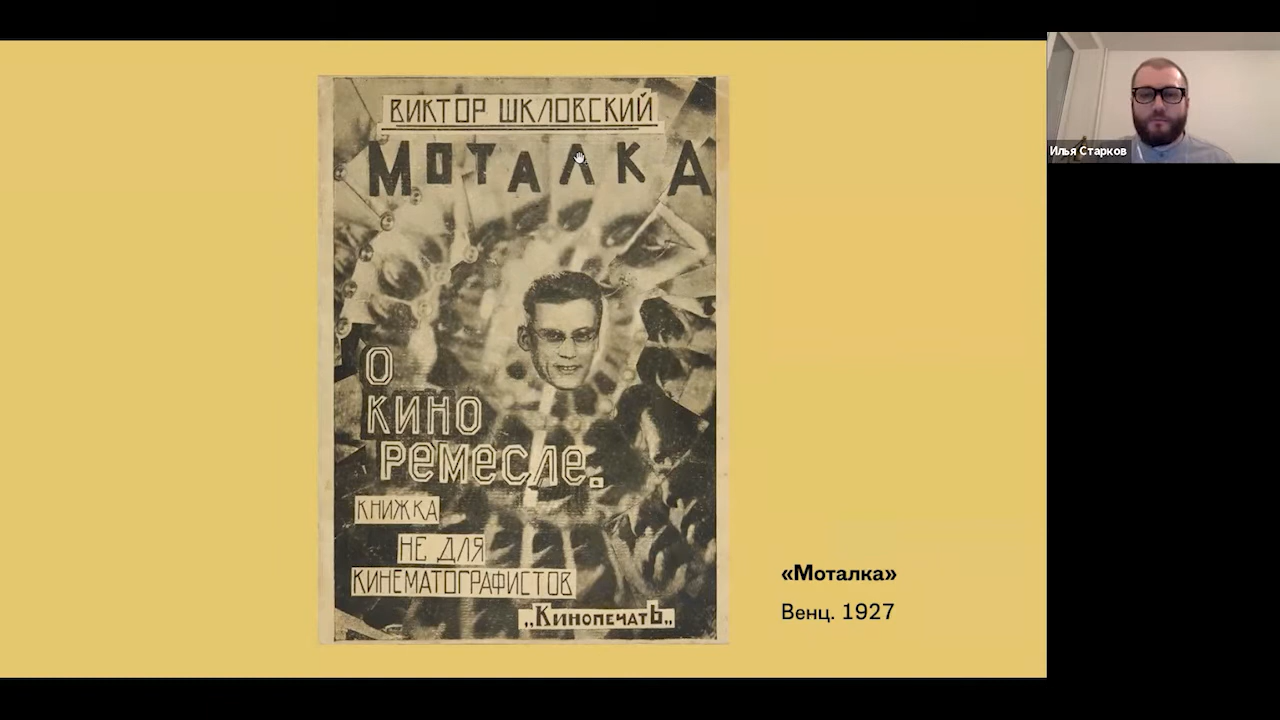 ВИКТОР ШКЛОВСКИЙ
МОТАЛКА
О
КИНО
РЕМЕСЛЕ.
КНИЖКА
НЕ ДЛЯ
КИНЕМАТОГРАФИСТОВ
„КИНОПЕЧАТЬ„
«Моталка»
Венц. 1927
Илья Старков